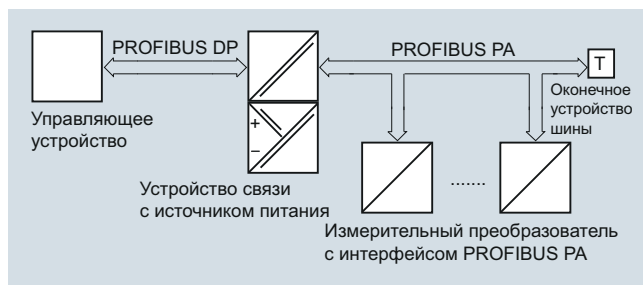 PROFIBUS DP
PROFIBUS PA
T
Управляющее
устройство
Оконечное
устройство
шины
+
–
Устройство связи
с источником питания
.......
Измерительный преобразователь
с интерфейсом PROFIBUS PA